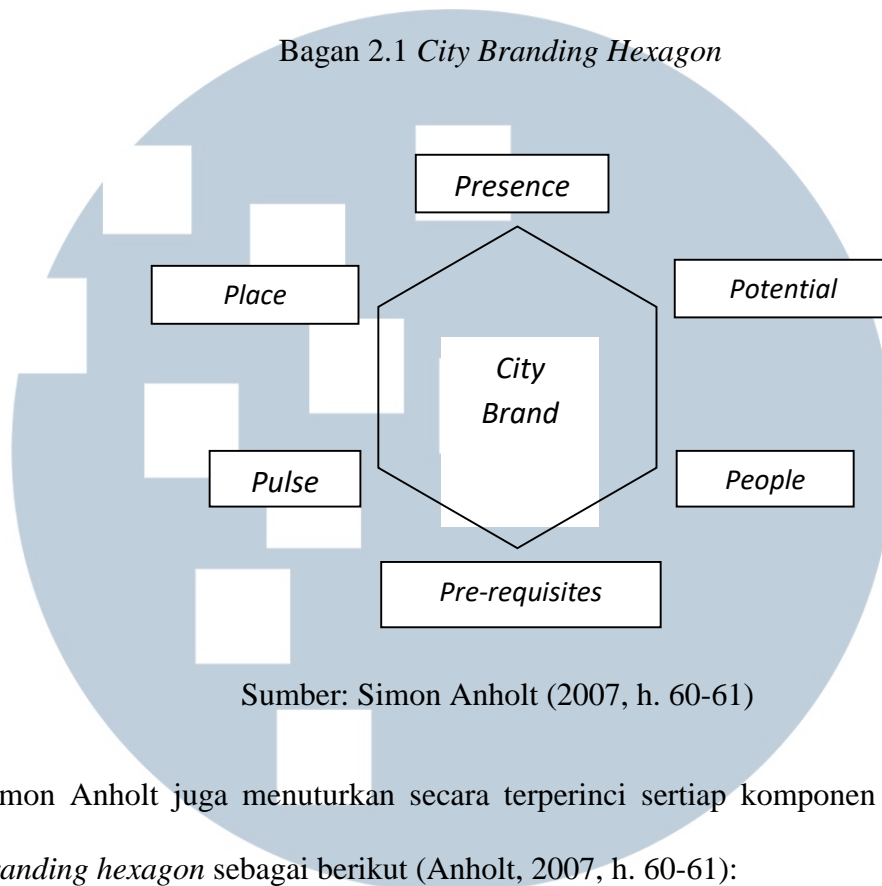 Bagan 2.1 City Branding Hexagon
Presence
Place
Potential
City
Brand
Pulse
People
Pre-requisites
Sumber: Simon Anholt (2007, h. 60-61)
mon Anholt juga menuturkan secara terperinci sertiap komponen
randing hexagon sebagai berikut (Anholt, 2007, h. 60-61):